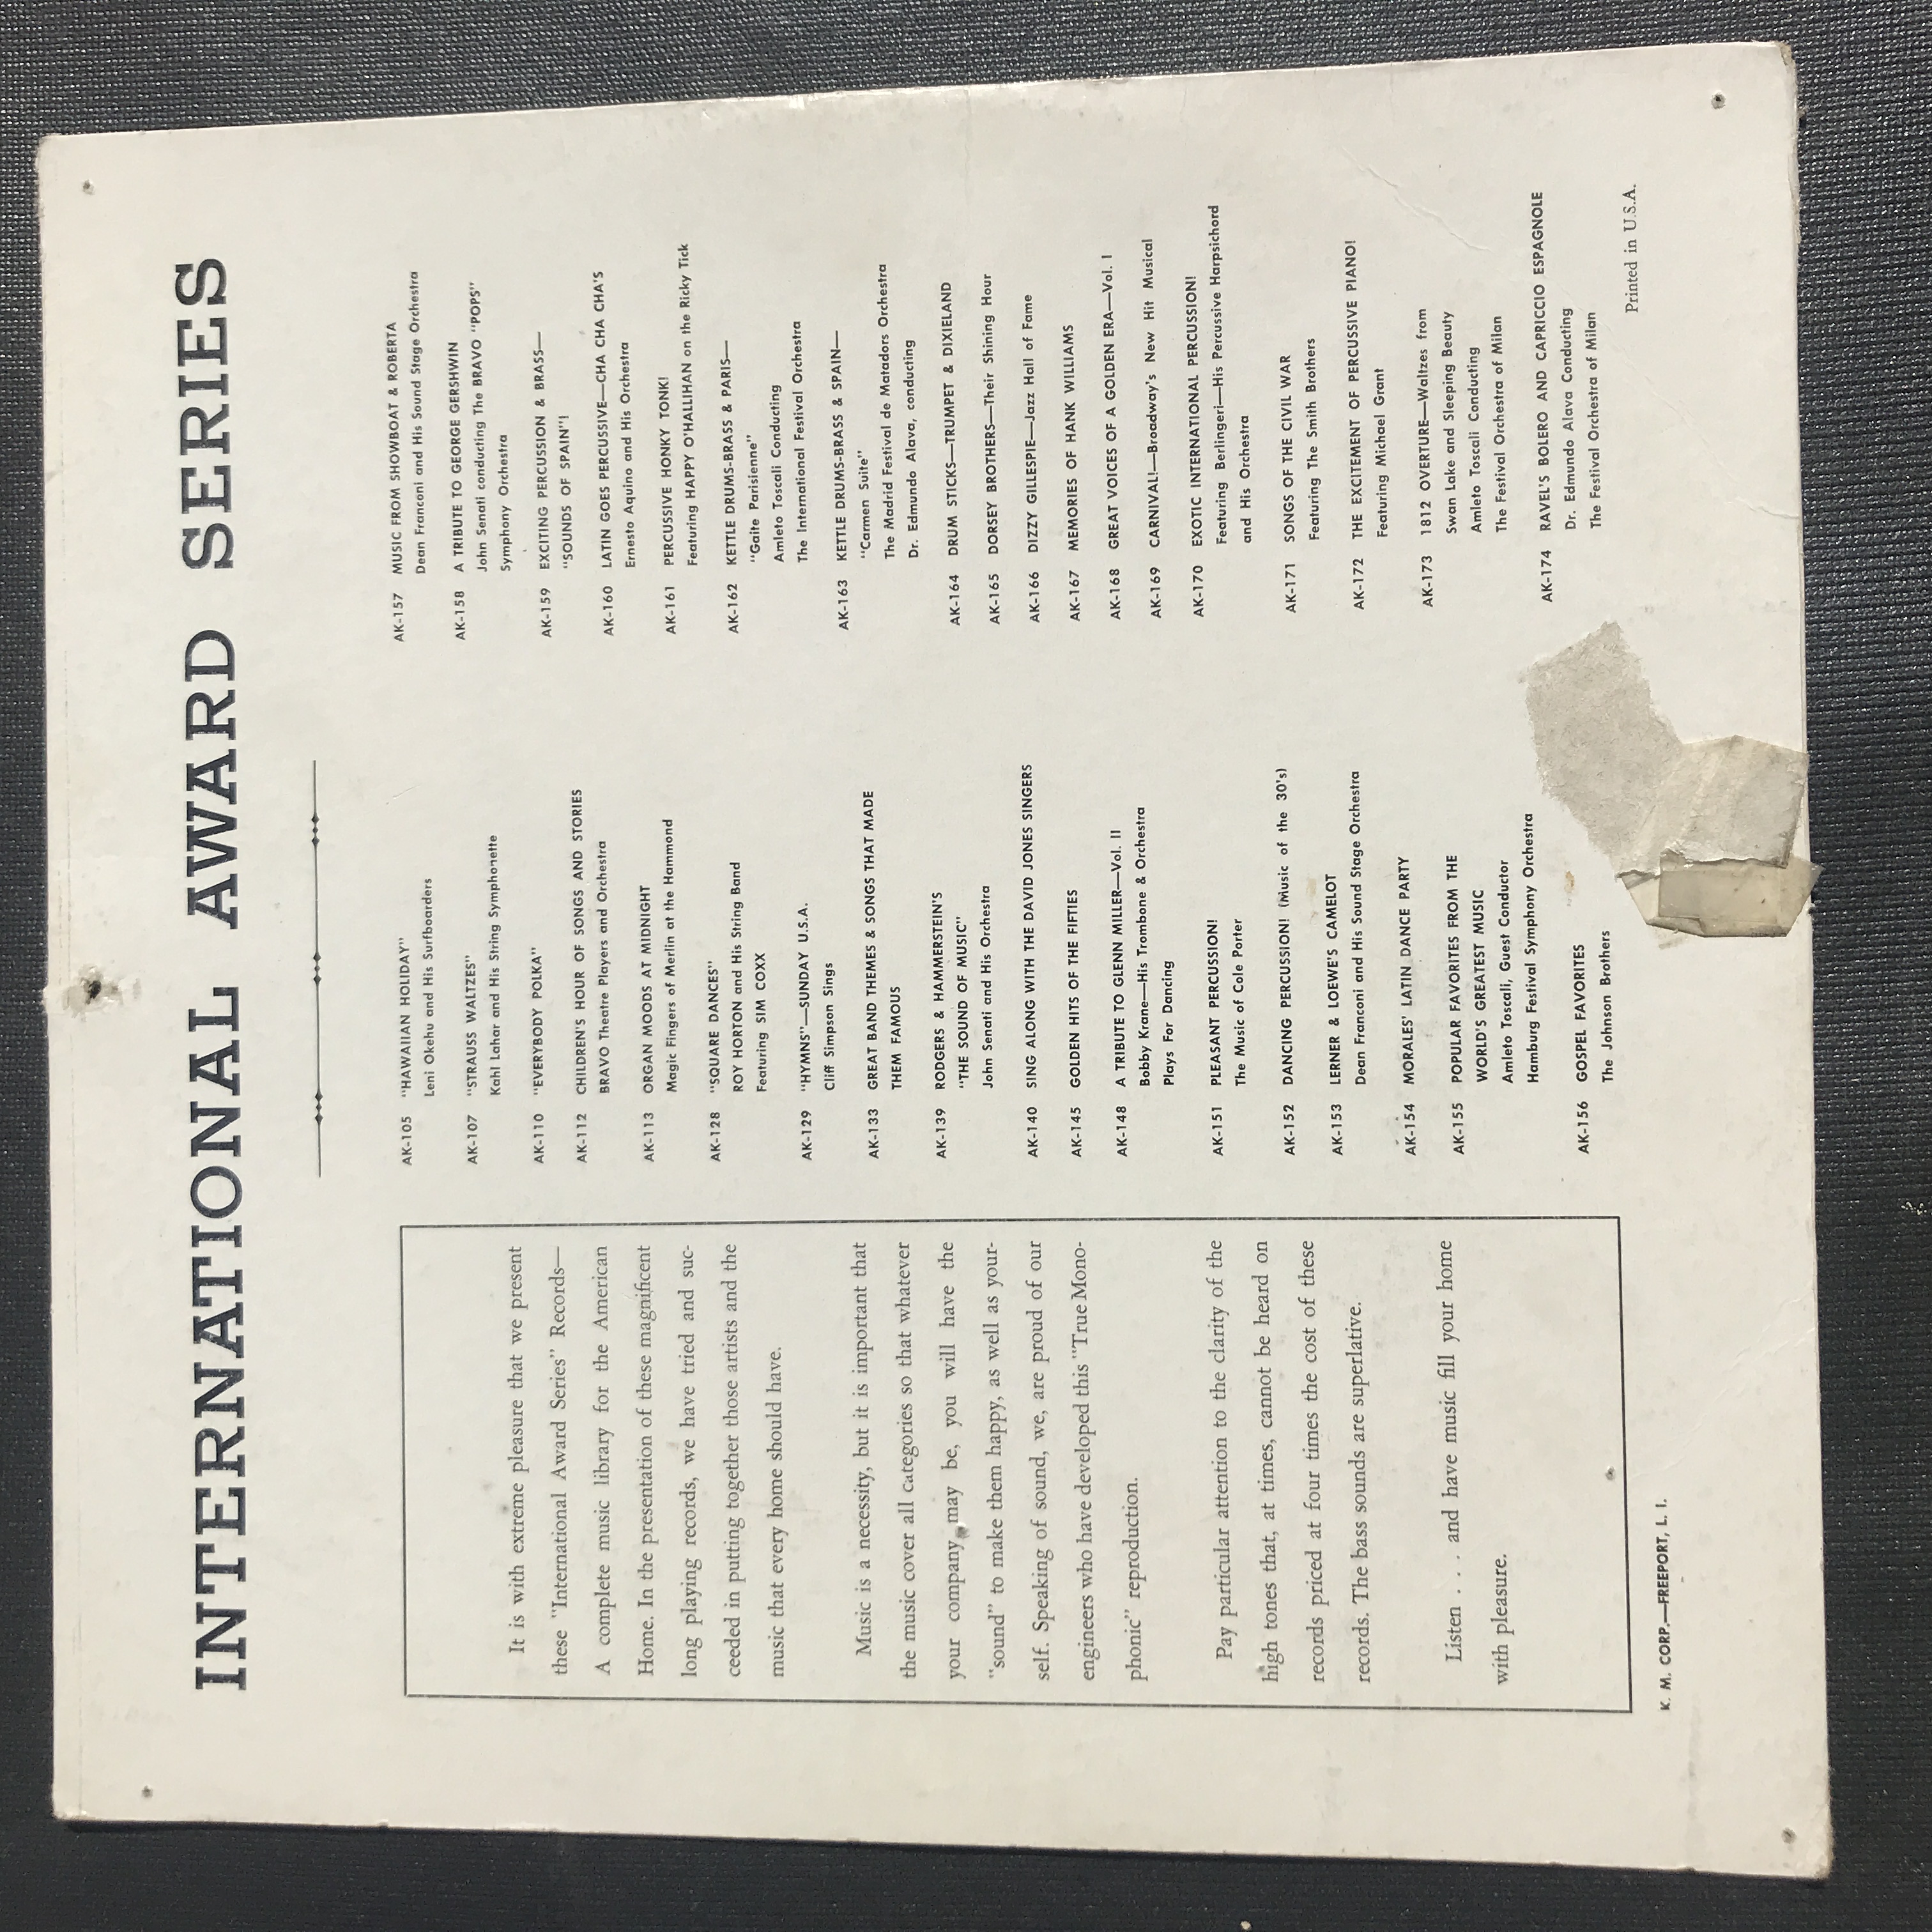 INTERNATIONAL AWARD SERIES
It is with extreme pleasure that we present
these "International Award Series" Records—
A complete music library for the American
Home. In the presentation of these magnificent
long playing records, we have tried and suc-
ceeded in putting together those artists and the
music that every home should have.
Music is a necessity, but it is important that
the music cover all categories so that whatever
your company may be, you will have the
"sound" to make them happy, as well as your-
self. Speaking of sound, we, are proud of our
engineers who have developed this "True Mono-
phonic" reproduction.
Pay particular attention to the clarity of the
high tones that, at times, cannot be heard on
records priced at four times the cost of these
records. The bass sounds are superlative.
Listen . . . and have music fill your home
with pleasure.
K. M. CORP.—FREEPORT, L. I.
AK-105 "HAWAIIAN HOLIDAY"
Leni Okehu and His Surfboarders
AK-107 "STRAUSS WALTZES"
Kahl Lahar and His String Symphonette
AK-110 "EVERYBODY POLKA"
AK-112 CHILDREN'S HOUR OF SONGS AND STORIES
BRAVO Theatre Players and Orchestra
AK-113 ORGAN MOODS AT MIDNIGHT
Magic Fingers of Merlin at the Hammond
AK-128 "SQUARE DANCES"
ROY HORTON and His String Band
Featuring SIM COXX
AK-129 "HYMNS"—SUNDAY U.S.A.
Cliff Simpson Sings
AK-133 GREAT BAND THEMES & SONGS THAT MADE
THEM FAMOUS
AK-139 RODGERS & HAMMERSTEIN'S
"THE SOUND OF MUSIC"
John Senati and His Orchestra
AK-140 SING ALONG WITH THE DAVID JONES SINGERS
AK-145 GOLDEN HITS OF THE FIFTIES
AK-148 A TRIBUTE TO GLENN MILLER—Vol. II
Bobby Krane—His Trombone & Orchestra
Plays For Dancing
AK-151 PLEASANT PERCUSSION!
The Music of Cole Porter
AK-152 DANCING PERCUSSION! (Music of the 30's)
AK-153 LERNER & LOEWE'S CAMELOT
Dean Franconi and His Sound Stage Orchestra
AK-154 MORALES' LATIN DANCE PARTY
AK-155 POPULAR FAVORITES FROM THE
WORLD'S GREATEST MUSIC
Amleto Toscali, Guest Conductor
Hamburg Festival Symphony Orchestra
AK-156 GOSPEL FAVORITES
The Johnson Brothers
AK-157 MUSIC FROM SHOWBOAT & ROBERTA
Dean Franconi and His Sound Stage Orchestra
AK-158 A TRIBUTE TO GEORGE GERSHWIN
John Senati conducting The BRAVO "POPS"
Symphony Orchestra
AK-159 EXCITING PERCUSSION & BRASS—
"SOUNDS OF SPAIN"!
AK-160 LATIN GOES PERCUSSIVE—CHA CHA CHA'S
Ernesto Aquino and His Orchestra
AK-161 PERCUSSIVE HONKY TONK!
Featuring HAPPY O'HALLIHAN on the Ricky Tick
AK-162 KETTLE DRUMS-BRASS & PARIS—
"Gaite Parisienne"
Amleto Toscali Conducting
The International Festival Orchestra
AK-163 KETTLE DRUMS-BRASS & SPAIN—
"Carmen Suite"
The Madrid Festival de Matadors Orchestra
Dr. Edmundo Alava, conducting
AK-164 DRUM STICKS—TRUMPET & DIXIELAND
AK-165 DORSEY BROTHERS—Their Shining Hour
AK-166 DIZZY GILLESPIE—Jazz Hall of Fame
AK-167 MEMORIES OF HANK WILLIAMS
AK-168 GREAT VOICES OF A GOLDEN ERA—Vol. I
AK-169 CARNIVAL!—Broadway's New Hit Musical
AK-170 EXOTIC INTERNATIONAL PERCUSSION!
Featuring Berlingeri—His Percussive Harpsichord
and His Orchestra
AK-171 SONGS OF THE CIVIL WAR
Featuring The Smith Brothers
AK-172 THE EXCITEMENT OF PERCUSSIVE PIANO!
Featuring Michael Grant
AK-173 1812 OVERTURE—Waltzes from
Swan Lake and Sleeping Beauty
Amleto Toscali Conducting
The Festival Orchestra of Milan
AK-174 RAVEL'S BOLERO AND CAPRICCIO ESPAGNOLE
Dr. Edmundo Alava Conducting
The Festival Orchestra of Milan
Printed in U.S.A.